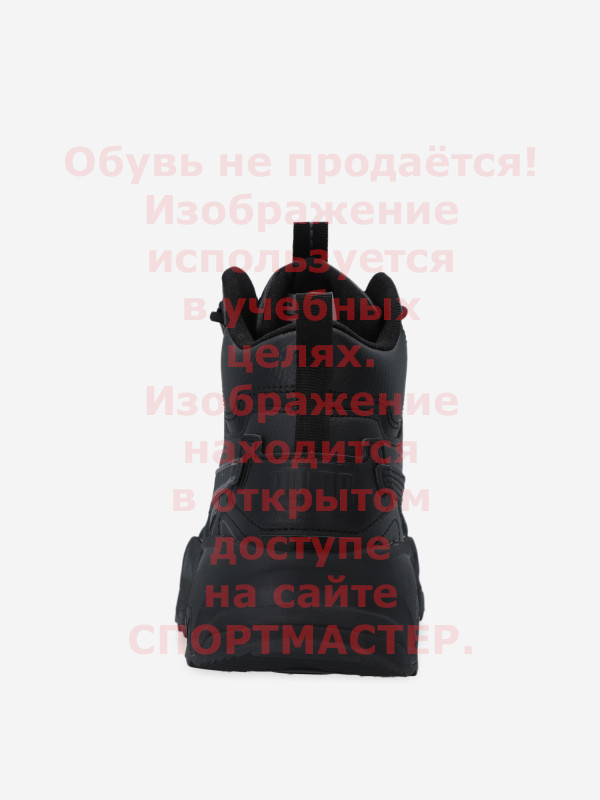 Обувь не продаётся!
Изображение
используется
в учебных
целях.
Изображение
находится
в открытом
доступе
на сайте
СПОРТМАСТЕР.